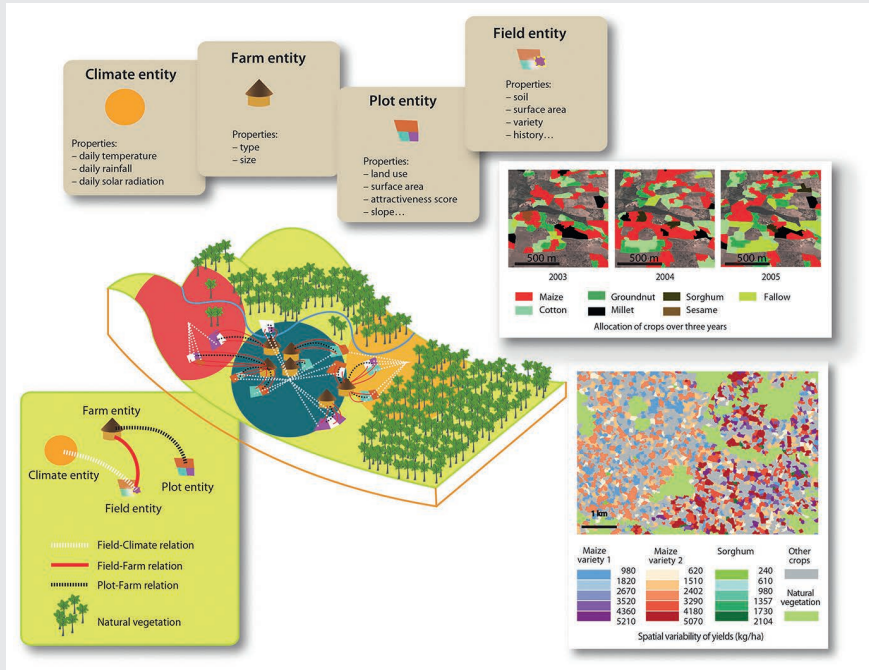 Climate entity
Properties:
– daily temperature
– daily rainfall
– daily solar radiation
Farm entity
Properties:
– type
– size
Plot entity
Properties:
– land use
– surface area
– attractiveness score
– slope...
Field entity
Properties:
– soil
– surface area
– variety
– history...
500 m
500 m
500 m
2003
2004
2005
Maize
Groundnut
Sorghum
Fallow
Cotton
Millet
Sesame
Allocation of crops over three years
Farm entity
Climate entity
Plot entity
Field entity
Field-Climate relation
Field-Farm relation
Plot-Farm relation
Natural vegetation
1 km
Maize
variety 1
980
1820
2670
3520
4360
5210
Maize
variety 2
620
1510
2402
3290
4180
5070
Sorghum
240
610
980
1357
1730
2104
Other
crops
Natural
vegetation
Spatial variability of yields (kg/ha)